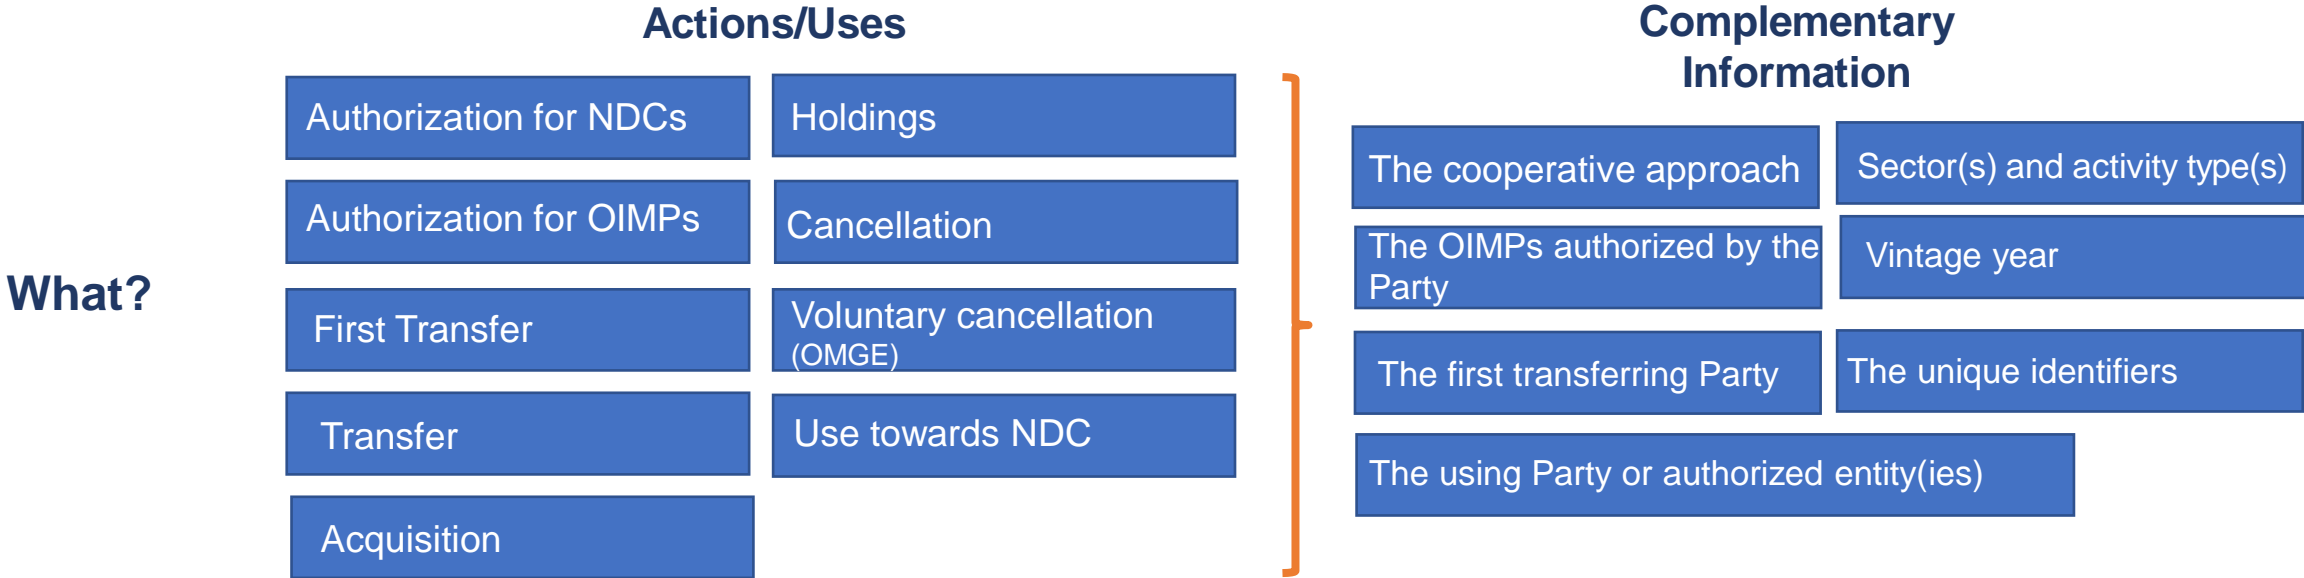 Actions/Uses
Complementary
Information
What?
Authorization for NDCs
Authorization for OIMPs
First Transfer
Transfer
Acquisition
Holdings
Cancellation
Voluntary cancellation
(OMGE)
Use towards NDC
The cooperative approach
Sector(s) and activity type(s)
The OIMPs authorized by the
Party
Vintage year
The first transferring Party
The unique identifiers
The using Party or authorized entity(ies)